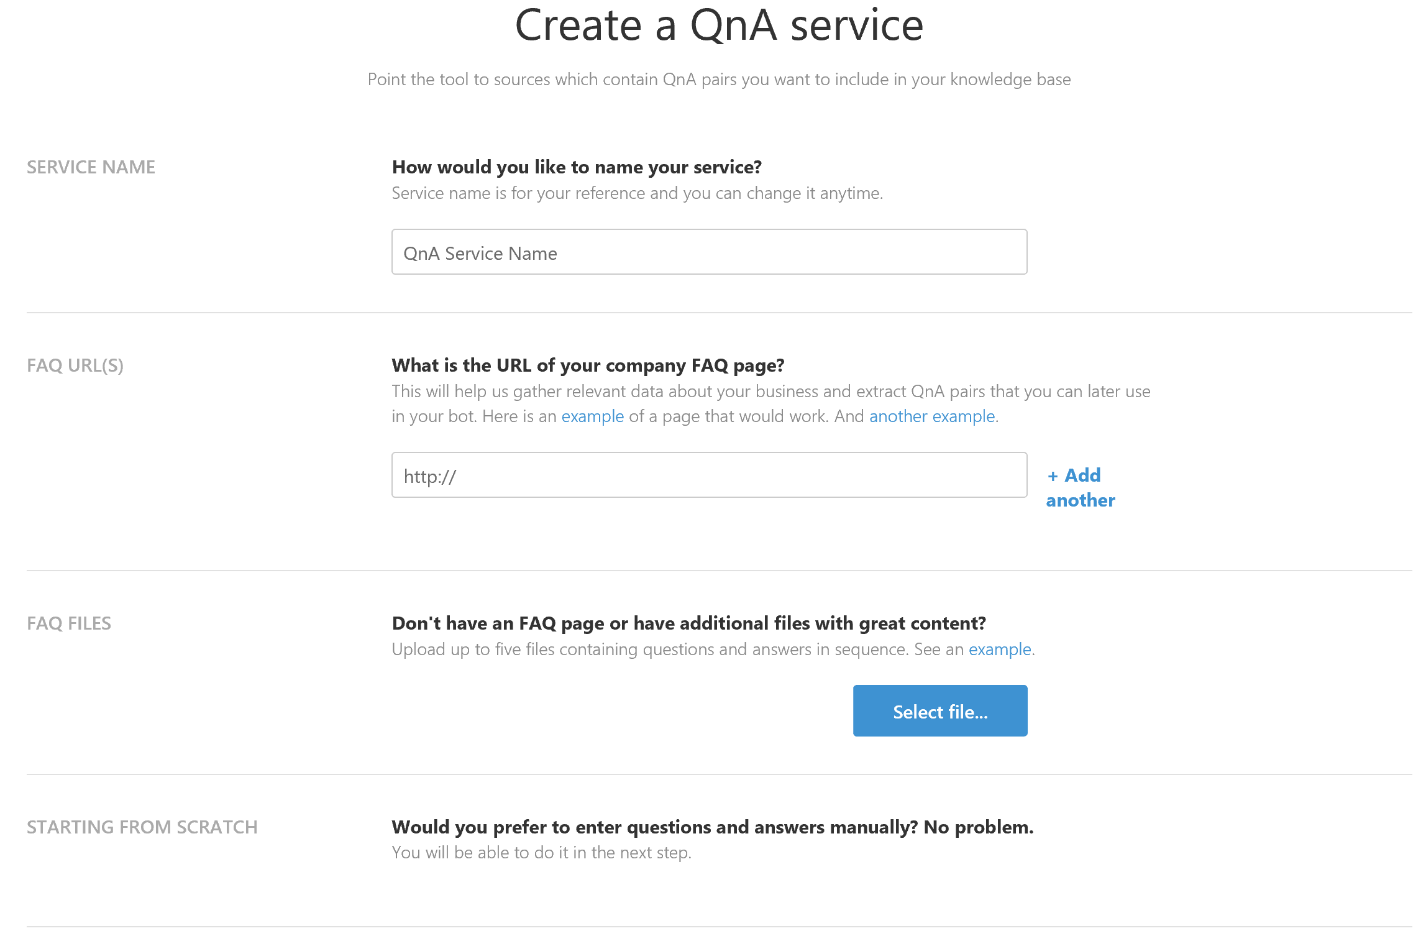 Create a QnA service
Point the tool to sources which contain QnA pairs you want to include in your knowledge base
SERVICE NAME
How would you like to name your service?
Service name is for your reference and you can change it anytime.
QnA Service Name
FAQ URL(S)
What is the URL of your company FAQ page?
This will help us gather relevant data about your business and extract QnA pairs that you can later use
in your bot. Here is an example of a page that would work. And another example.
http://
+ Add
another
FAQ FILES
Don't have an FAQ page or have additional files with great content?
Upload up to five files containing questions and answers in sequence. See an example.
Select file...
STARTING FROM SCRATCH
Would you prefer to enter questions and answers manually? No problem.
You will be able to do it in the next step.